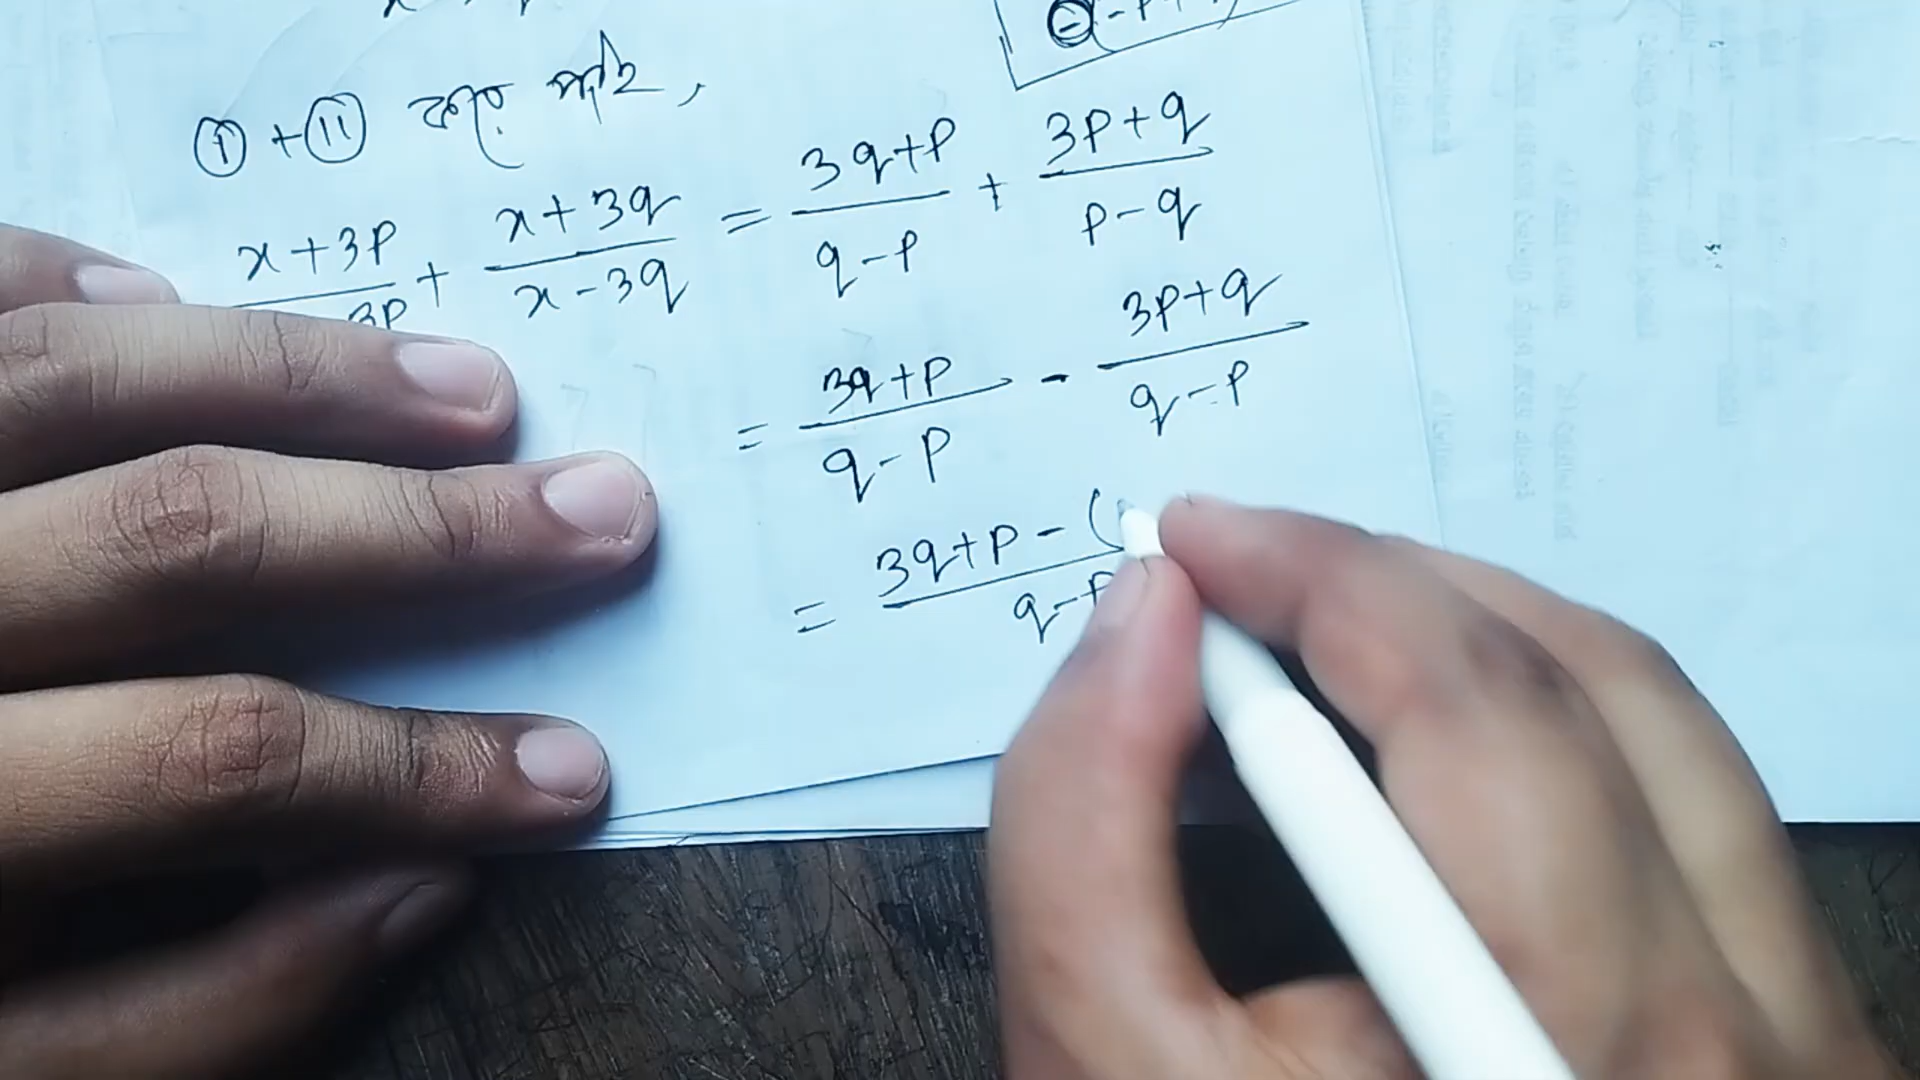 (i) + (ii) করে পাই,
x+3p/3p + x+3q/x-3q = 3q+p/q-p + 3p+q/p-q
= 3q+p/q-p - 3p+q/q-p
= 3q+p-(/q-p